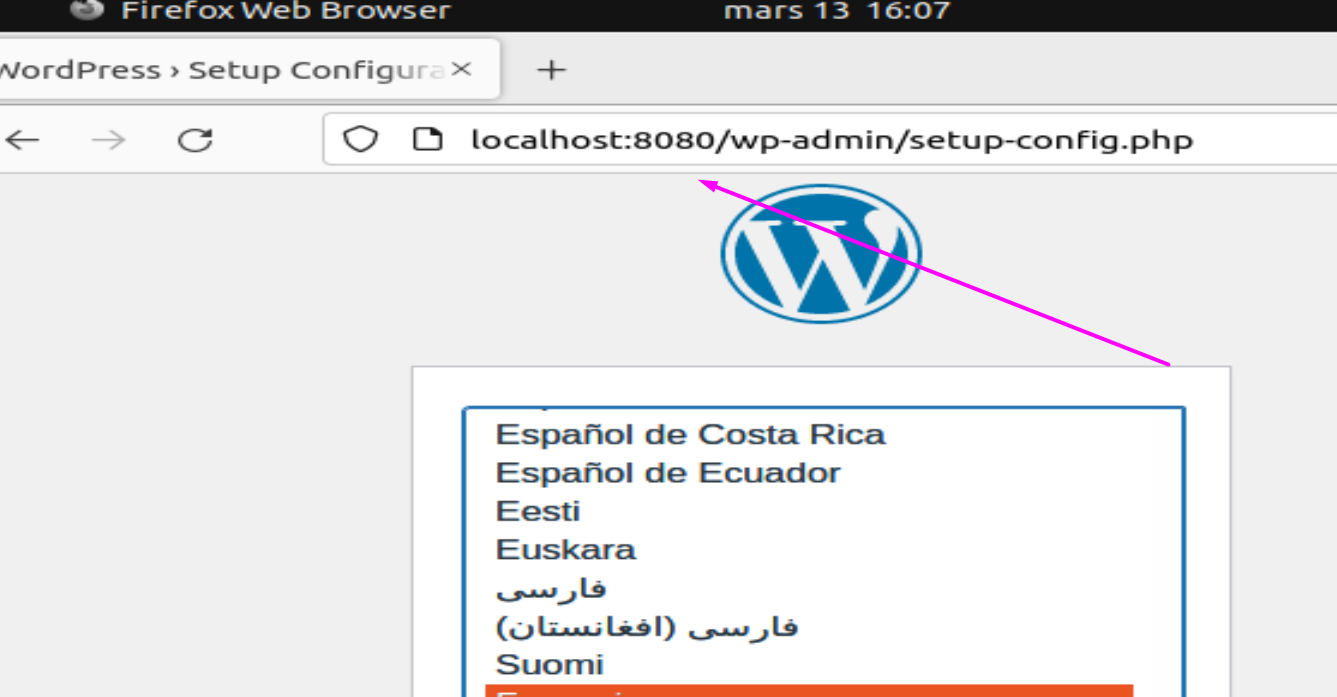 Firefox Web Browser
mars 13 16:07
WordPress › Setup Configura
localhost:8080/wp-admin/setup-config.php
Español de Costa Rica
Español de Ecuador
Eesti
Euskara
فارسی
(فارسی (افغانستان
Suomi